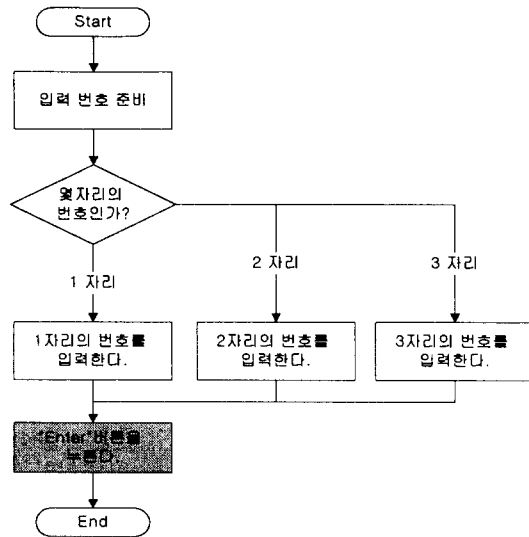 Start
입력 번호 준비
몇자리의
번호인가?
1 자리
2 자리
3 자리
1자리의 번호를
입력한다.
2자리의 번호를
입력한다.
3자리의 번호를
입력한다.
"Enter"버튼을
누른다.
End